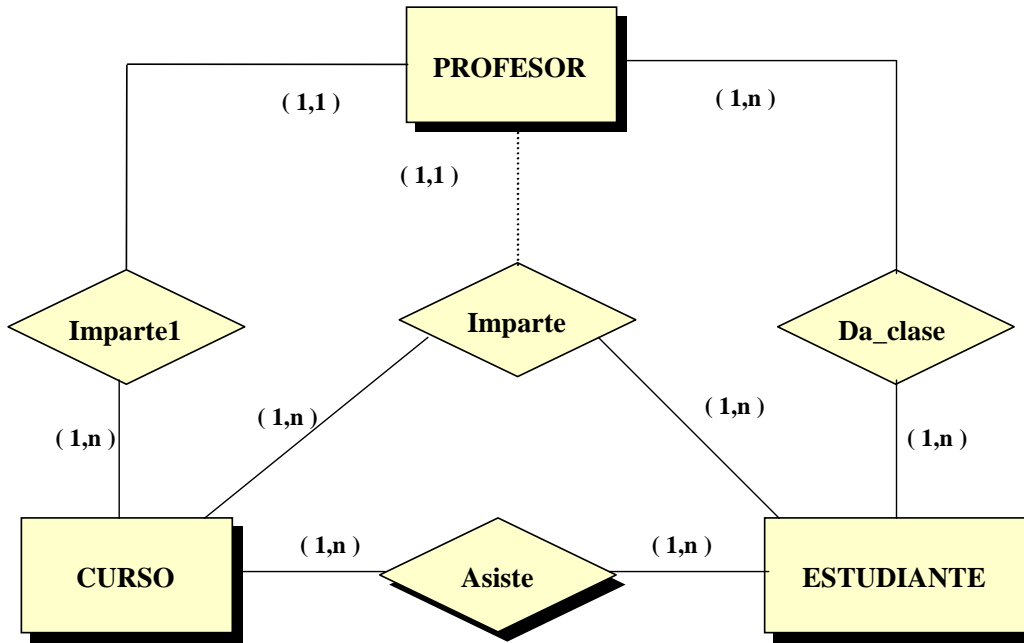 PROFESOR
( 1,1 )
( 1,n )
( 1,1 )
Imparte1
Imparte
Da_clase
( 1,n )
( 1,n )
( 1,n )
( 1,n )
CURSO
( 1,n )
Asiste
( 1,n )
ESTUDIANTE